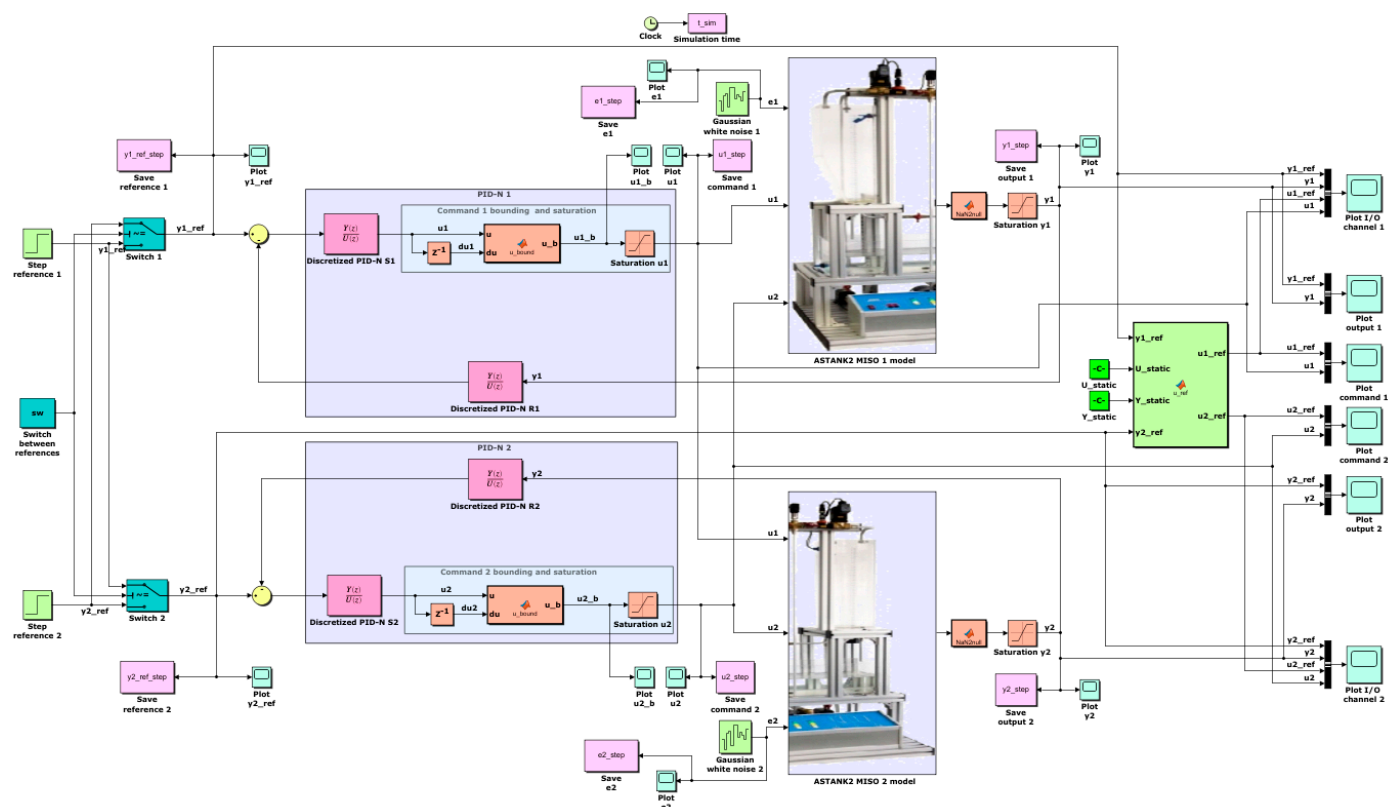 t_sim
Clock
Simulation time
Plot
e1
e1_step
Save
e1
Gaussian
white noise 1
e1
y1_ref_step
Save
reference 1
Plot
y1_ref
Plot
u1_b
Plot
u1
u1_step
Save
command 1
y1_step
Save
output 1
Plot
y1
PID-N 1
Command 1 bounding and saturation
Y(z)
U(z)
Discretized PID-N S1
u1
z-1
du1
u
du
u_bound
u_b
u1_b
Saturation u1
u1
u2
ASTANK2 MISO 1 model
NaN2null
Saturation y1
y1
Step
reference 1
y1_ref
~=
Switch 1
y1_ref
Y(z)
U(z)
Discretized PID-N R1
y1
y1_ref
y1
u1_ref
u1
Plot I/O
channel 1
y1_ref
y1
Plot
output 1
y1_ref
U_static
Y_static
y2_ref
u_ref
u1_ref
u2_ref
-C-
U_static
-C-
Y_static
u1_ref
u1
Plot
command 1
u2_ref
u2
Plot
command 2
sw
Switch
between
references
PID-N 2
Y(z)
U(z)
Discretized PID-N R2
y2
y2_ref
y2
Plot
output 2
Command 2 bounding and saturation
Y(z)
U(z)
Discretized PID-N S2
u2
z-1
du2
u
du
u_bound
u_b
u2_b
Saturation u2
u1
u2
ASTANK2 MISO 2 model
NaN2null
Saturation y2
y2
Step
reference 2
y2_ref
~=
Switch 2
y2_ref
y2_ref_step
Save
reference 2
Plot
y2_ref
Plot
u2_b
Plot
u2
u2_step
Save
command 2
y2_step
Save
output 2
Plot
y2
y2_ref
y2
u2_ref
u2
Plot I/O
channel 2
e2
Gaussian
white noise 2
e2_step
Save
e2
Plot
e2